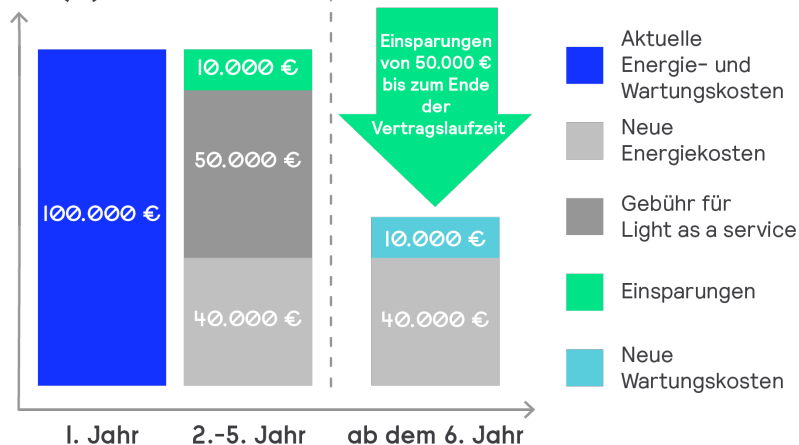 Einsparungen
von 50.000 €
bis zum Ende
der
Vertragslaufzeit
10.000 €
50.000 €
100.000 €
40.000 €
10.000 €
40.000 €
1. Jahr
2.-5. Jahr
ab dem 6. Jahr
Aktuelle
Energie- und
Wartungskosten
Neue
Energiekosten
Gebühr für
Light as a service
Einsparungen
Neue
Wartungskosten